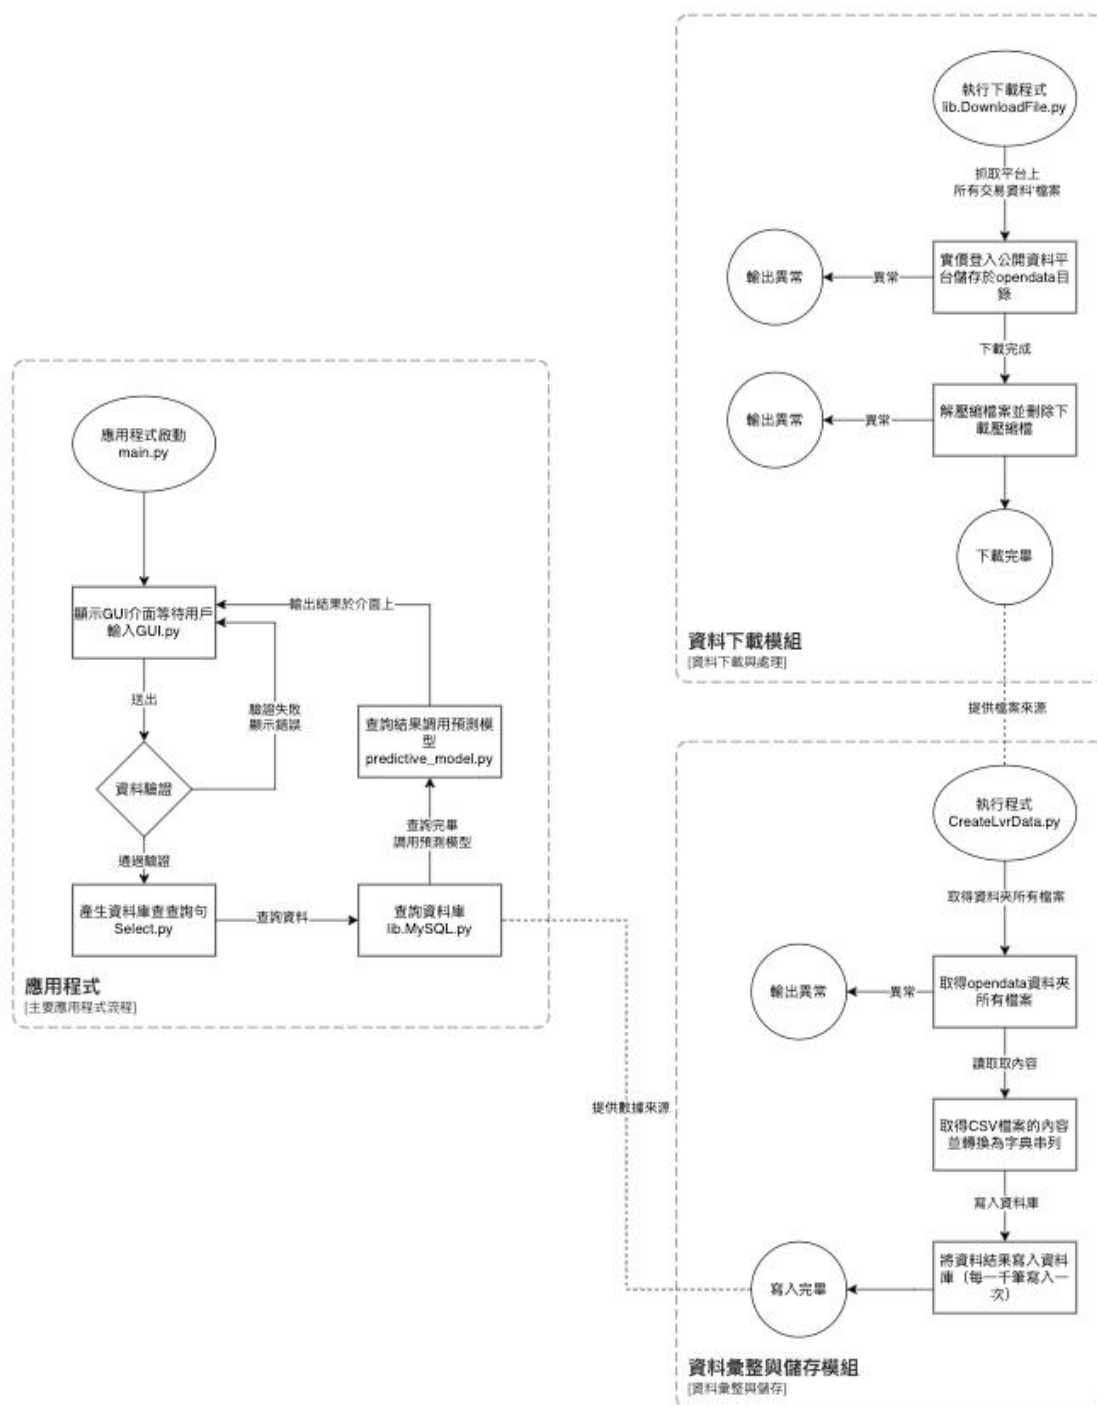 執行下載程式
lib.DownloadFile.py
抓取平台上
所有交易資料'檔案
實價登入公開資料平
台儲存於opendata目
錄
異常
輸出異常
下載完成
解壓縮檔案並刪除下
載壓縮檔
異常
輸出異常
下載完畢
資料下載模組
[資料下載與處理]
提供檔案來源
應用程式啟動
main.py
顯示GUI介面等待用戶
輸入GUI.py
輸出結果於介面上
送出
驗證失敗
顯示錯誤
資料驗證
查詢結果調用預測模
型
predictive_model.py
通過驗證
查詢完畢
調用預測模型
產生資料庫查查詢句
Select.py
查詢資料
查詢資料庫
lib.MySQL.py
應用程式
[主要應用程式流程]
提供數據來源
執行程式
CreateLvrData.py
取得資料夾所有檔案
取得opendata資料夾
所有檔案
異常
輸出異常
讀取取內容
取得CSV檔案的內容
並轉換為字典串列
寫入資料庫
將資料結果寫入資料
庫（每一千筆寫入一
次）
寫入完畢
資料彙整與儲存模組
[資料彙整與儲存]